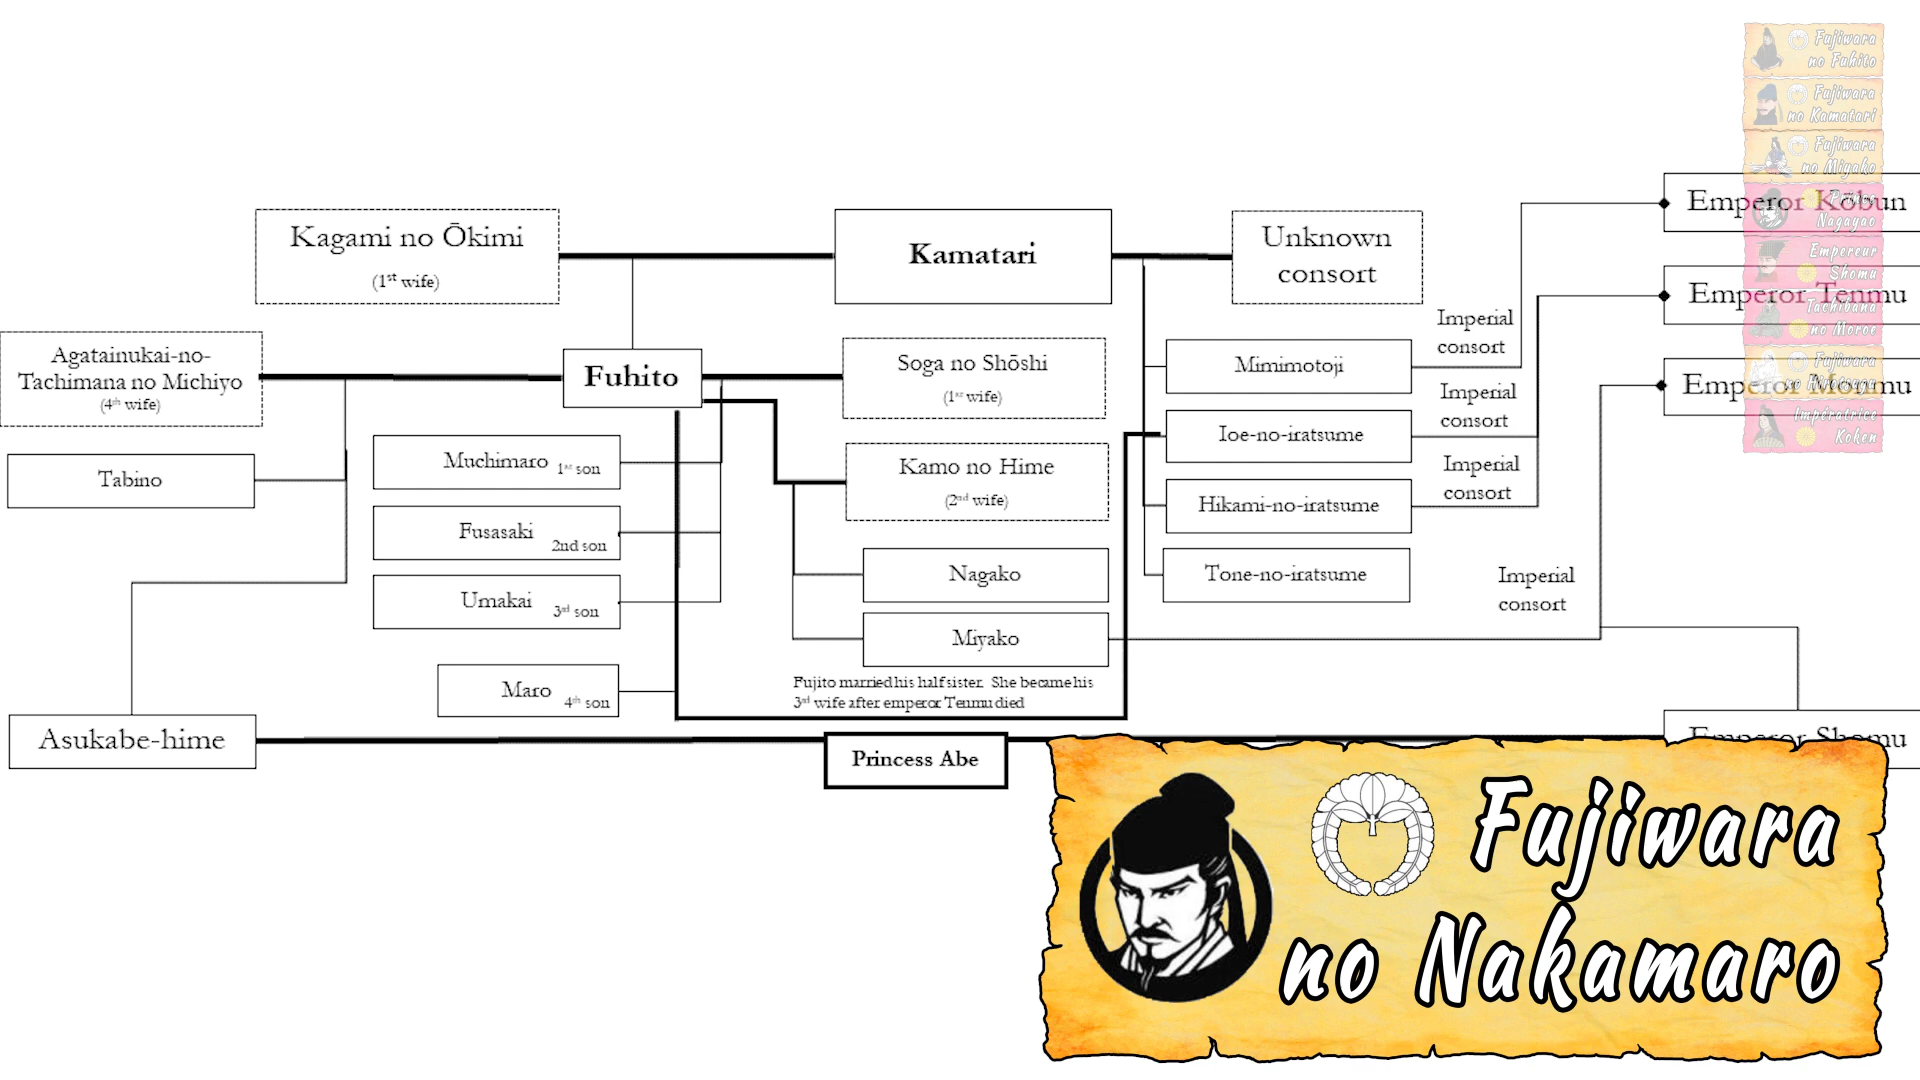 Fujiwara
no Fuhito
Fujiwara
no Kamatari
Fujiwara
no Miyako
Nagayao
Empereur
Shomu
Tachibana
no Moroe
Fujiwara
Impératrice
Koken
Emperor Kōbun
Emperor Tenmu
Emperor Monmu
Kagami no Ōkimi
(1st wife)
Kamatari
Unknown
consort
Imperial
consort
Agatainukai-no-
Tachimana no Michiyo
(4th wife)
Fuhito
Soga no Shōshi
(1st wife)
Mimimotoji
Imperial
consort
Ioe-no-iratsume
Muchimaro 1st son
Kamo no Hime
(2nd wife)
Imperial
consort
Tabino
Hikami-no-iratsume
Fusasaki 2nd son
Nagako
Tone-no-iratsume
Imperial
consort
Umakai 3rd son
Miyako
Maro 4th son
Fujito married his half sister. She became his
3rd wife after emperor Tenmu died
Asukabe-hime
Princess Abe
Emperor Shomu
Fujiwara
no Nakamaro